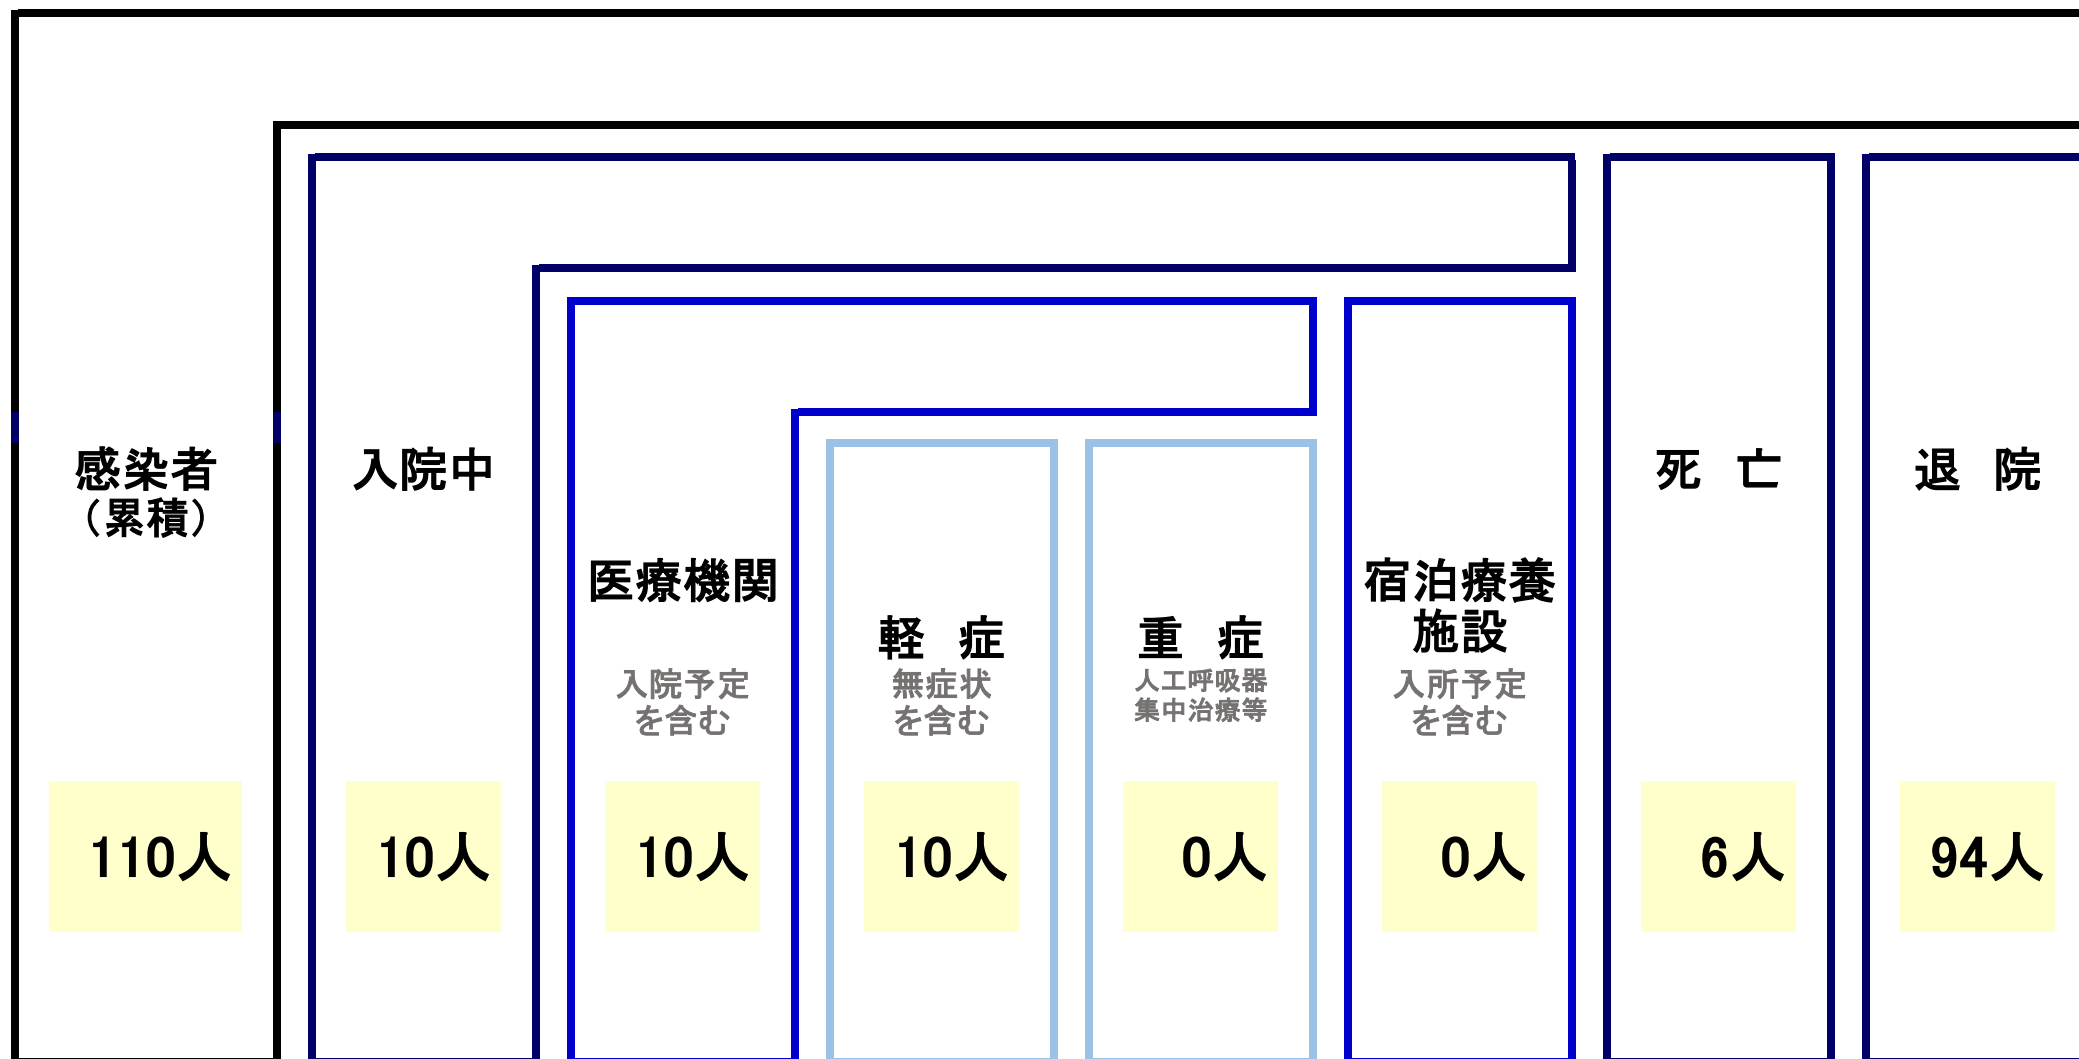 感染者
（累積）
110人
入院中
10人
医療機関
入院予定
を含む
10人
軽 症
無症状
を含む
10人
重 症
人工呼吸器
集中治療等
0人
宿泊療養
施設
入所予定
を含む
0人
死 亡
6人
退 院
94人